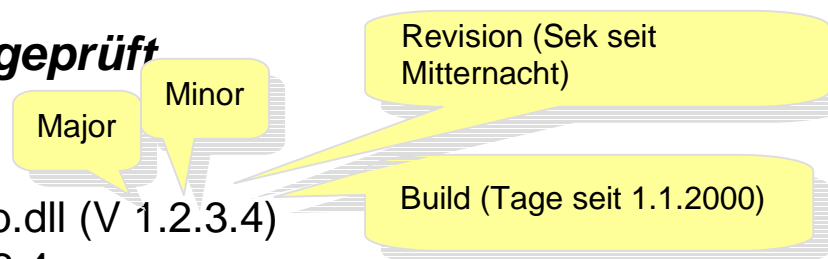 geprüft
Revision (Sek seit
Mitternacht)
Minor
Major
Build (Tage seit 1.1.2000)
o.dll (V 1.2.3.4)